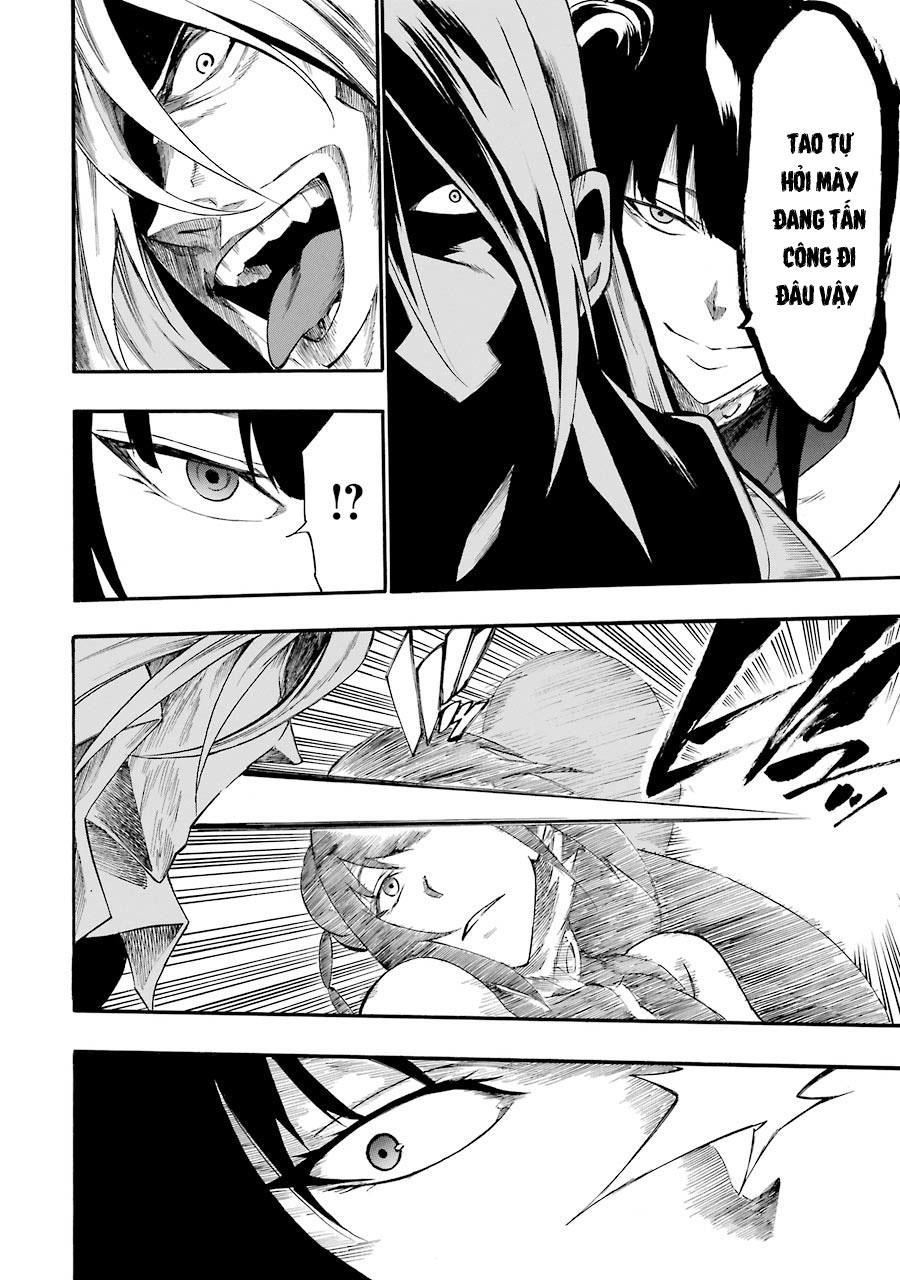 TAO TỰ
HỎI MÀY
ĐANG TẤN
CÔNG ĐI
ĐÂU VẬY
!?